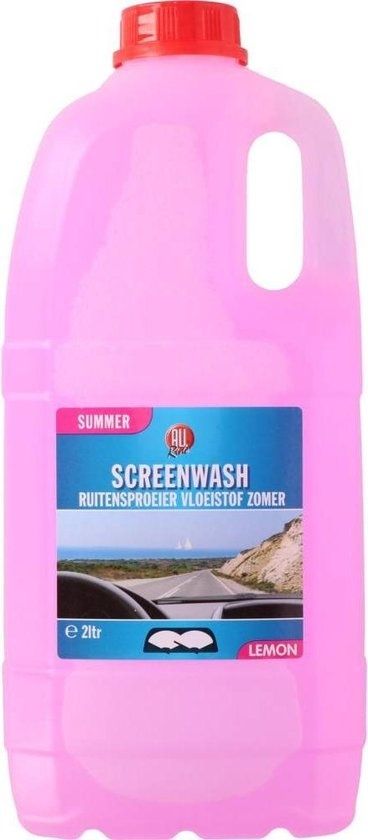 SUMMER
ALL
Ride
SCREENWASH
RUITENSPROEIER VLOEISTOF ZOMER
℮ 2ltr
LEMON